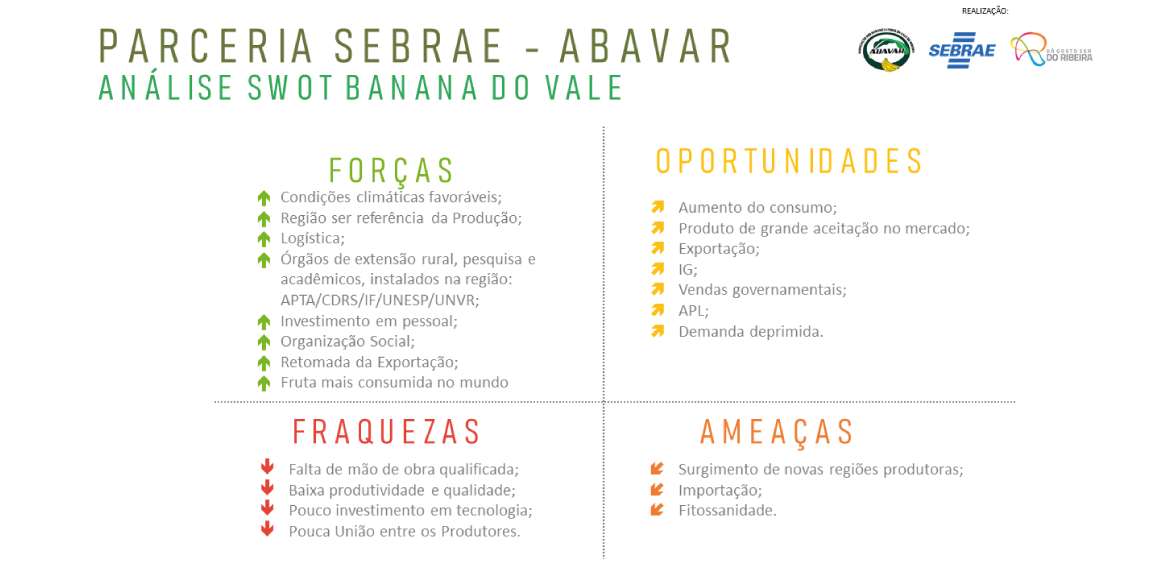 REALIZAÇÃO:
PARCERIA SEBRAE - ABAVAR
ANÁLISE SWOT BANANA DO VALE
ABAVAR
SEBRAE
DÁ GOSTO SER
DO RIBEIRA
FORÇAS
Condições climáticas favoráveis;
Região ser referência da Produção;
Logística;
Órgãos de extensão rural, pesquisa e
acadêmicos, instalados na região:
APTA/CDRS/IF/UNESP/UNVR;
Investimento em pessoal;
Organização Social;
Retomada da Exportação;
Fruta mais consumida no mundo
OPORTUNIDADES
Aumento do consumo;
Produto de grande aceitação no mercado;
Exportação;
IG;
Vendas governamentais;
APL;
Demanda deprimida.
FRAQUEZAS
Falta de mão de obra qualificada;
Baixa produtividade e qualidade;
Pouco investimento em tecnologia;
Pouca União entre os Produtores.
AMEAÇAS
Surgimento de novas regiões produtoras;
Importação;
Fitossanidade.